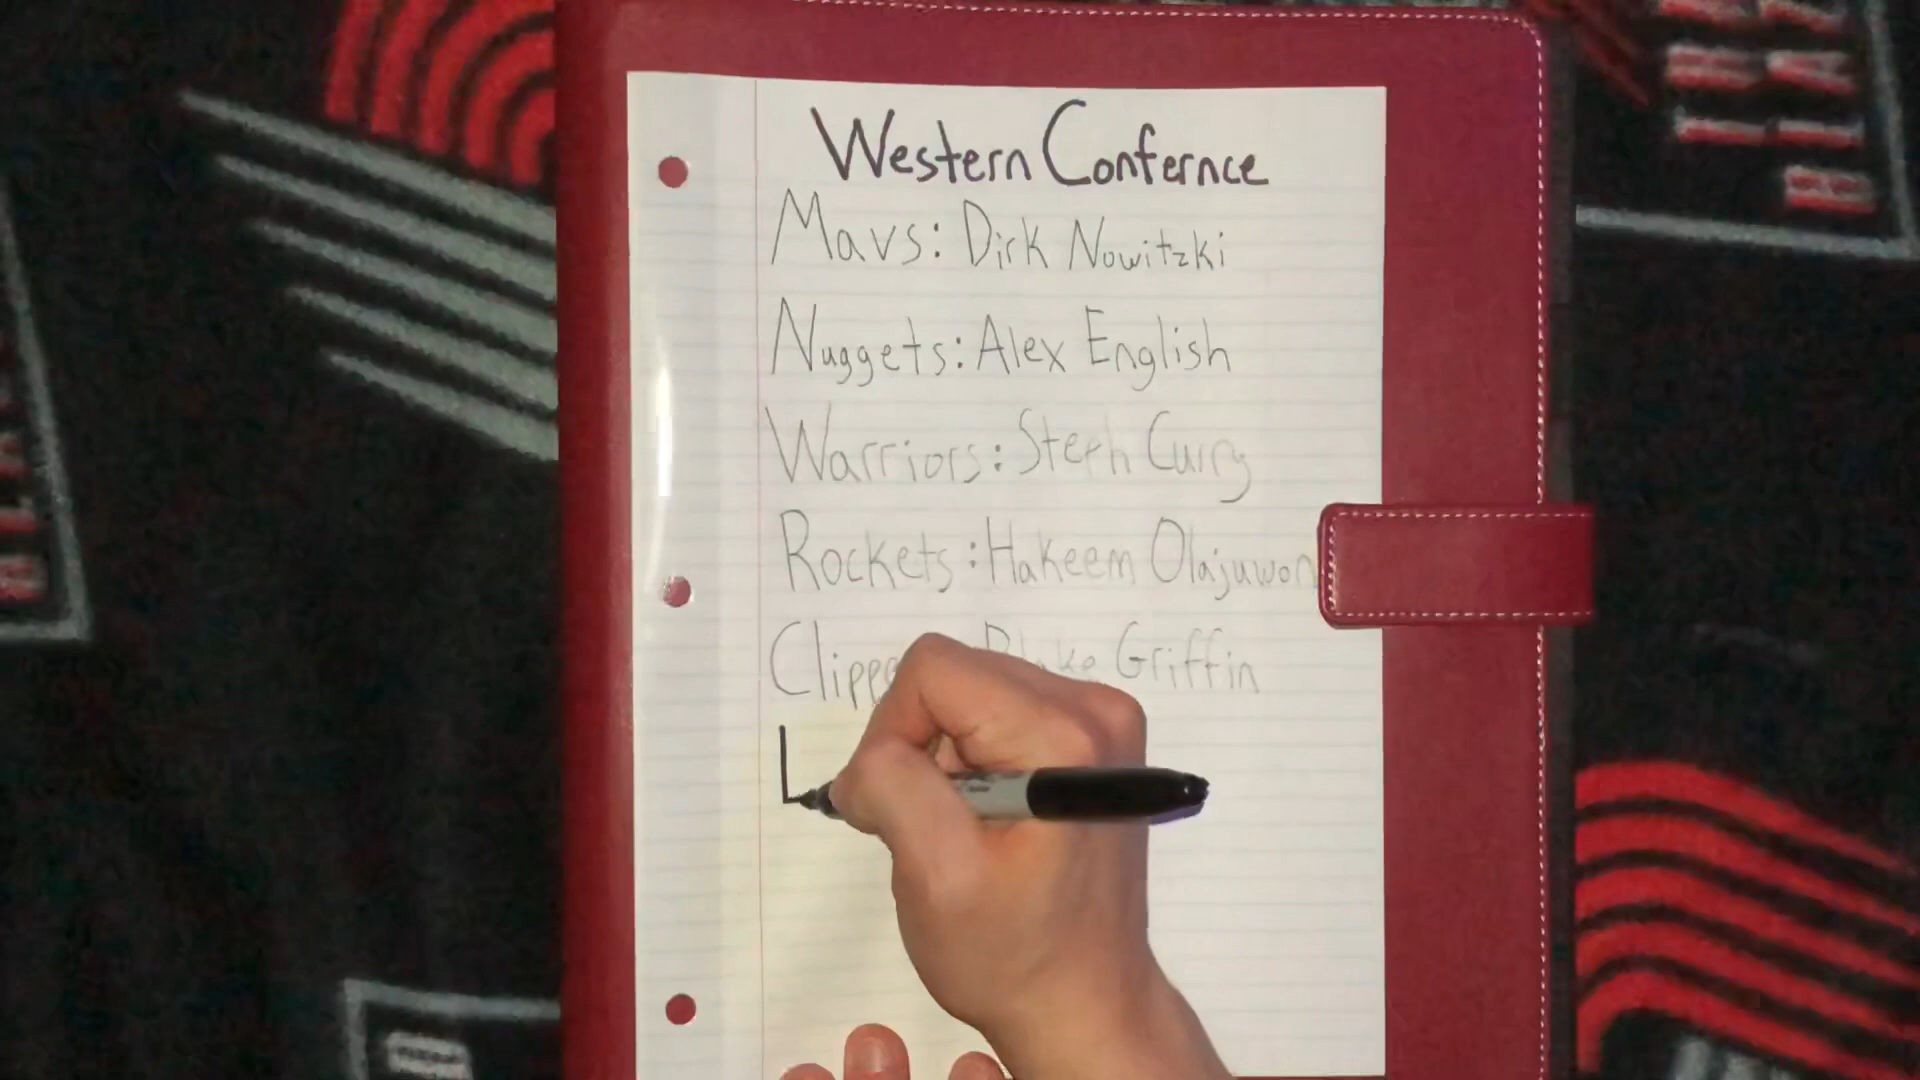 Western Confernce
Mavs: Dirk Nowitzki
Nuggets: Alex English
Warriors: Steph Curry
Rockets: Hakeem Olajuwon
Griffin
L